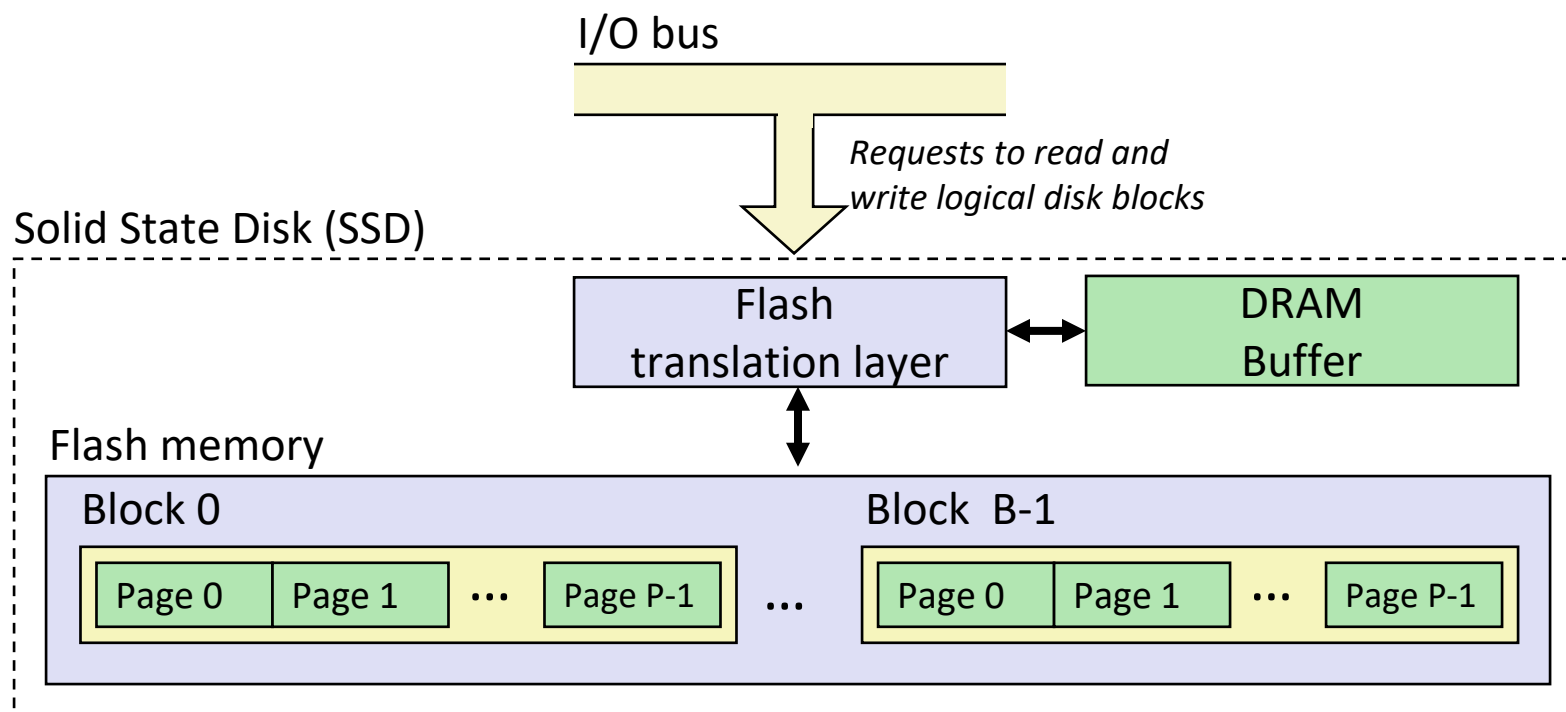 I/O bus
Requests to read and
write logical disk blocks
Solid State Disk (SSD)
Flash
translation layer
DRAM
Buffer
Flash memory
Block 0
Block B-1
Page 0 Page 1 ... Page P-1 ... Page 0 Page 1 ... Page P-1